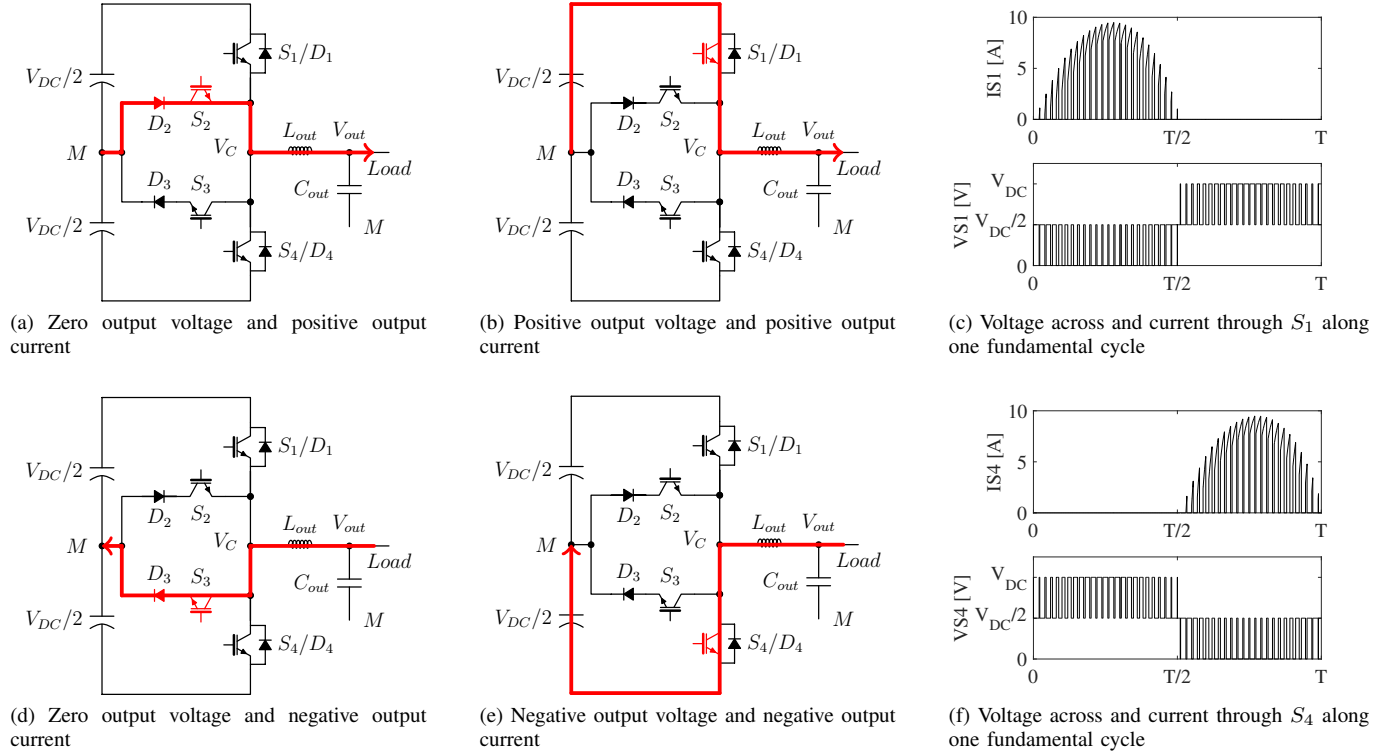 V_DC/2
S_1/D_1
D_2
S_2
M
V_C
L_out
V_out
Load
D_3
S_3
C_out
V_DC/2
M
S_4/D_4
(a) Zero output voltage and positive output
current
V_DC/2
S_1/D_1
D_2
S_2
M
V_C
L_out
V_out
Load
D_3
S_3
C_out
V_DC/2
M
S_4/D_4
(b) Positive output voltage and positive output
current
IS1 [A]
10
5
0
0
T/2
T
VS1 [V]
V_DC
V_DC/2
0
0
T/2
T
(c) Voltage across and current through S_1 along
one fundamental cycle
V_DC/2
S_1/D_1
D_2
S_2
M
V_C
L_out
V_out
Load
D_3
S_3
C_out
V_DC/2
M
S_4/D_4
(d) Zero output voltage and negative output
current
V_DC/2
S_1/D_1
D_2
S_2
M
V_C
L_out
V_out
Load
D_3
S_3
C_out
V_DC/2
M
S_4/D_4
(e) Negative output voltage and negative output
current
IS4 [A]
10
5
0
0
T/2
T
VS4 [V]
V_DC
V_DC/2
0
0
T/2
T
(f) Voltage across and current through S_4 along
one fundamental cycle